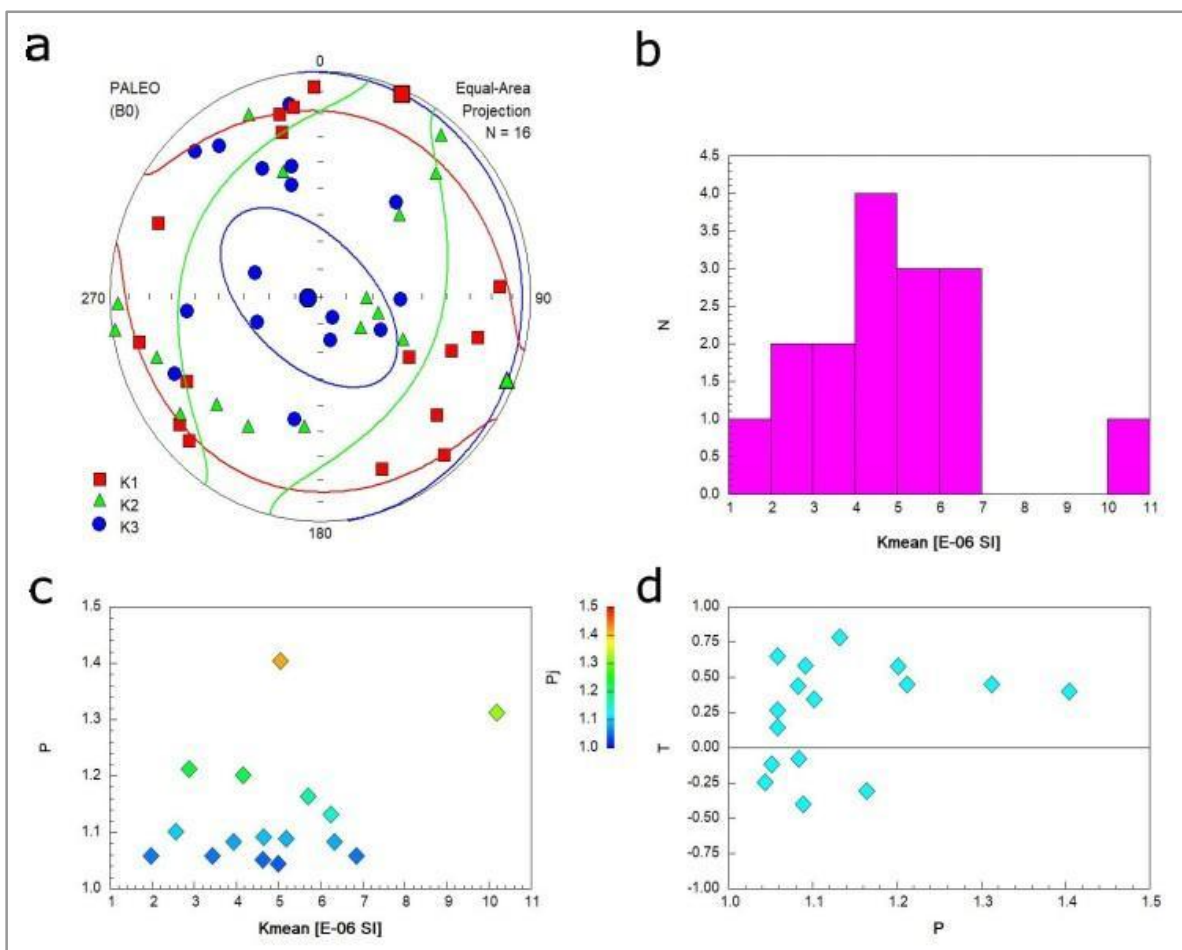 a
0
PALEO
(B0)
Equal-Area
Projection
N = 16
270
90
180
K1
K2
K3
b
4.5
4.0
3.5
3.0
2.5
2.0
1.5
1.0
0.5
0.0
N
1 2 3 4 5 6 7 8 9 10 11
Kmean [E-06 SI]
c
1.5
1.4
1.3
1.2
1.1
1.0
P
1 2 3 4 5 6 7 8 9 10 11
Kmean [E-06 SI]
1.5
1.4
1.3
1.2
1.1
1.0
Pj
d
1.00
0.75
0.50
0.25
0.00
-0.25
-0.50
-0.75
-1.00
T
1.0 1.1 1.2 1.3 1.4 1.5
P